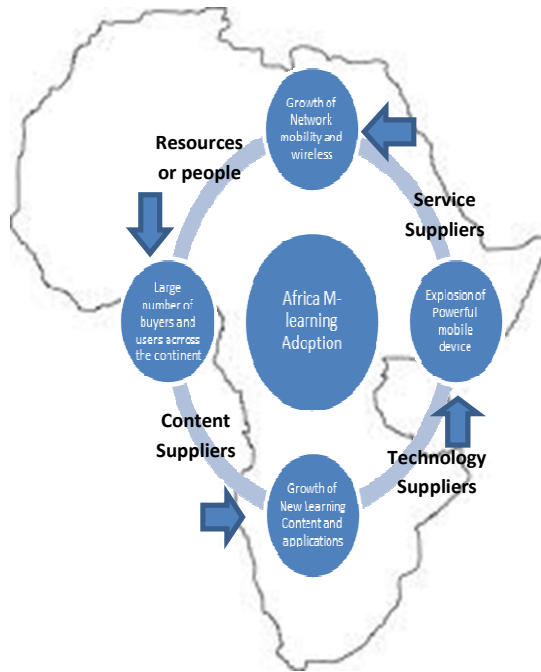 Growth of
Network
mobility and
wireless
Resources
or people
Service
Suppliers
Large
number of
buyers and
users across
the continent
Africa M-
learning
Adoption
Explosion of
Powerful
mobile
device
Content
Suppliers
Technology
Suppliers
Growth of
New Learning
Content and
applications